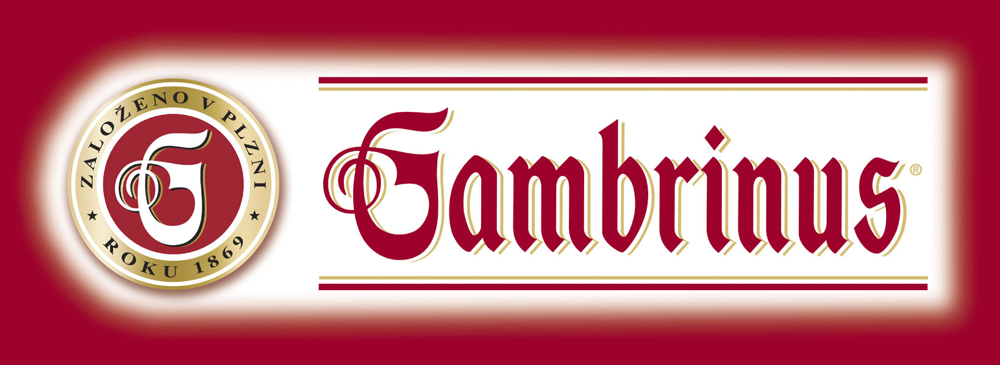 ZALOŽENO V PLZNI
G
★ ROKU 1869 ★
Gambrinus®